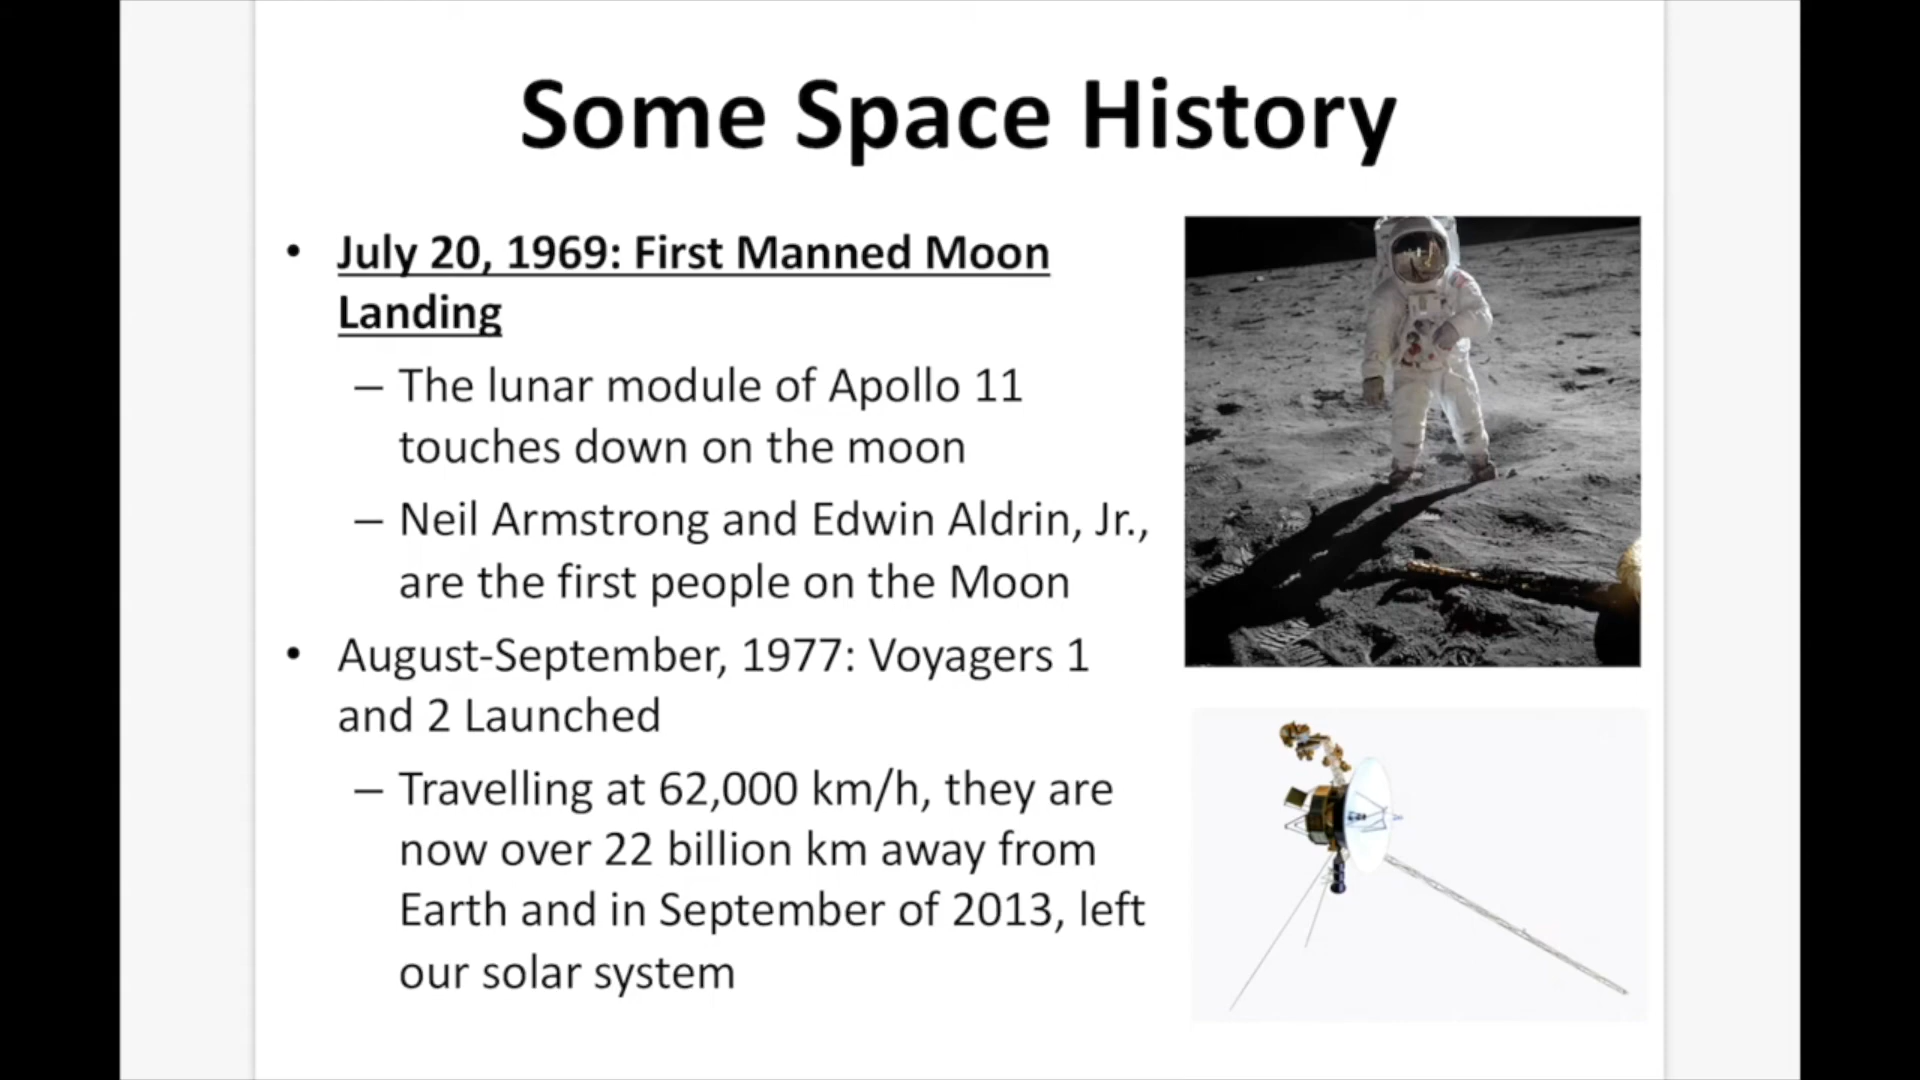 Some Space History
• July 20, 1969: First Manned Moon
Landing
– The lunar module of Apollo 11
touches down on the moon
– Neil Armstrong and Edwin Aldrin, Jr.,
are the first people on the Moon
• August-September, 1977: Voyagers 1
and 2 Launched
– Travelling at 62,000 km/h, they are
now over 22 billion km away from
Earth and in September of 2013, left
our solar system